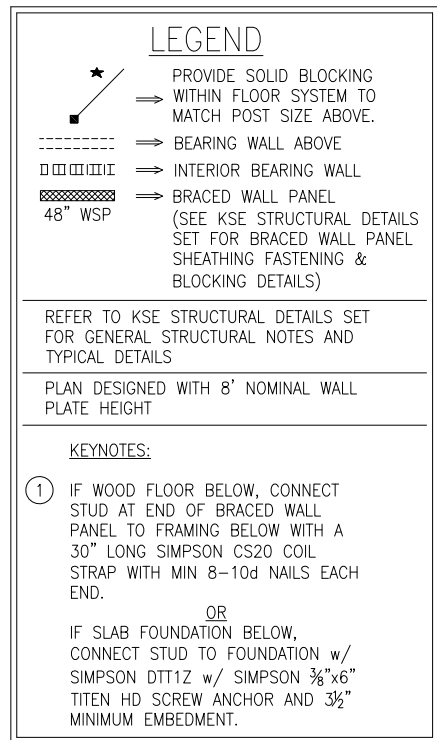 LEGEND
PROVIDE SOLID BLOCKING
WITHIN FLOOR SYSTEM TO
MATCH POST SIZE ABOVE.
BEARING WALL ABOVE
INTERIOR BEARING WALL
BRACED WALL PANEL
48" WSP
(SEE KSE STRUCTURAL DETAILS
SET FOR BRACED WALL PANEL
SHEATHING FASTENING &
BLOCKING DETAILS)
REFER TO KSE STRUCTURAL DETAILS SET
FOR GENERAL STRUCTURAL NOTES AND
TYPICAL DETAILS
PLAN DESIGNED WITH 8' NOMINAL WALL
PLATE HEIGHT
KEYNOTES:
1 IF WOOD FLOOR BELOW, CONNECT
STUD AT END OF BRACED WALL
PANEL TO FRAMING BELOW WITH A
30" LONG SIMPSON CS20 COIL
STRAP WITH MIN 8-10d NAILS EACH
END.
OR
IF SLAB FOUNDATION BELOW,
CONNECT STUD TO FOUNDATION w/
SIMPSON DTT1Z w/ SIMPSON ⅜"x6"
TITEN HD SCREW ANCHOR AND 3½"
MINIMUM EMBEDMENT.